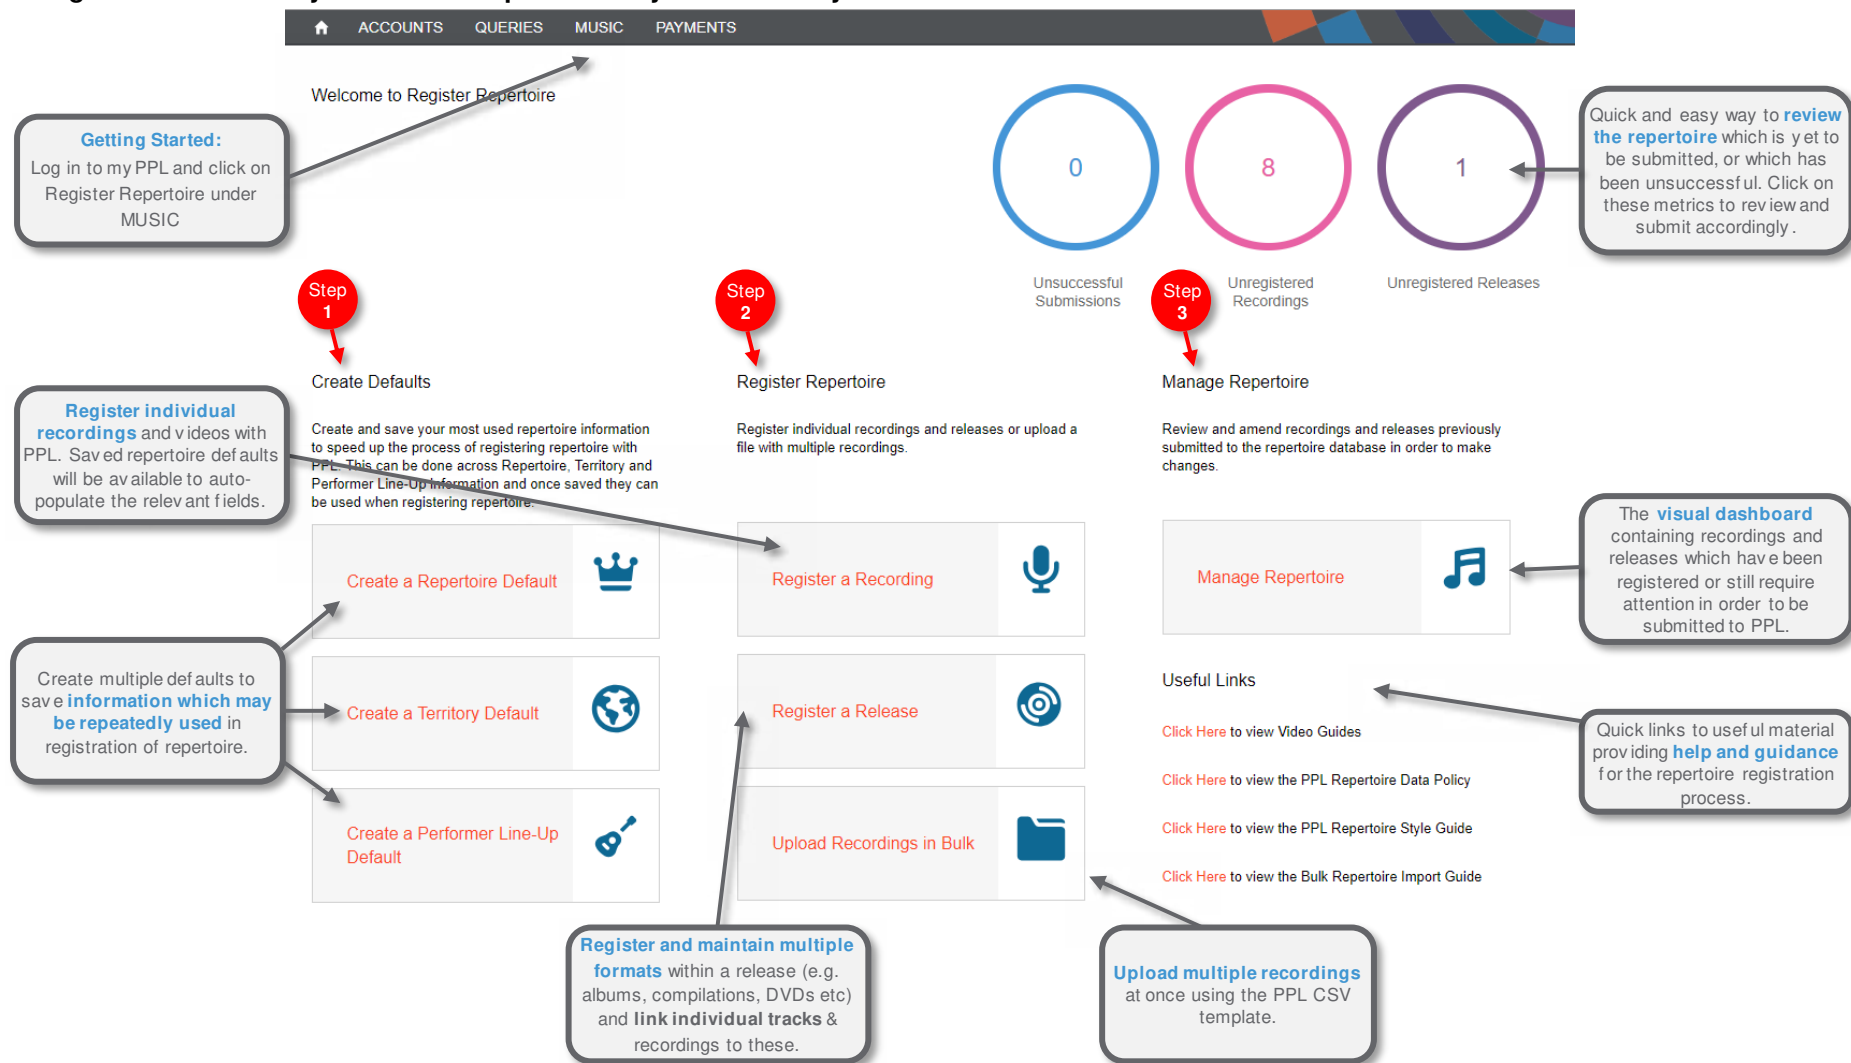 ACCOUNTS QUERIES MUSIC PAYMENTS
Welcome to Register Repertoire
Getting Started:
Log in to my PPL and click on
Register Repertoire under
MUSIC
0
8
1
Unsuccessful
Submissions
Unregistered
Recordings
Unregistered Releases
Quick and easy way to review
the repertoire which is yet to
be submitted, or which has
been unsuccessful. Click on
these metrics to review and
submit accordingly.
Step
1
Step
2
Step
3
Create Defaults
Create and save your most used repertoire information
to speed up the process of registering repertoire with
PPL. This can be done across Repertoire, Territory and
Performer Line-Up information and once saved they can
be used when registering repertoire.
Register Repertoire
Register individual recordings and releases or upload a
file with multiple recordings.
Manage Repertoire
Review and amend recordings and releases previously
submitted to the repertoire database in order to make
changes.
Register individual
recordings and videos with
PPL. Saved repertoire defaults
will be available to auto-
populate the relevant fields.
Create a Repertoire Default
Register a Recording
Manage Repertoire
The visual dashboard
containing recordings and
releases which have been
registered or still require
attention in order to be
submitted to PPL.
Create multiple defaults to
save information which may
be repeatedly used in
registration of repertoire.
Create a Territory Default
Register a Release
Useful Links
Click Here to view Video Guides
Click Here to view the PPL Repertoire Data Policy
Click Here to view the PPL Repertoire Style Guide
Click Here to view the Bulk Repertoire Import Guide
Quick links to useful material
providing help and guidance
for the repertoire registration
process.
Create a Performer Line-Up
Default
Upload Recordings in Bulk
Register and maintain multiple
formats within a release (e.g.
albums, compilations, DVDs etc)
and link individual tracks &
recordings to these.
Upload multiple recordings
at once using the PPL CSV
template.